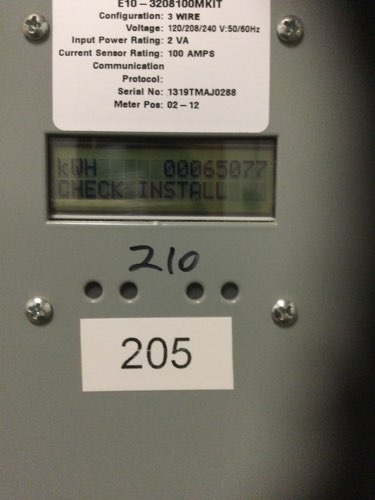 E10-3208100MKIT
Configuration: 3 WIRE
Voltage: 120/208/240 V:50/60Hz
Input Power Rating: 2 VA
Current Sensor Rating: 100 AMPS
Communication
Protocol:
Serial No: 1319TMAJ0288
Meter Pos: 02-12
kWH 00065077
CHECK INSTALL
210
205